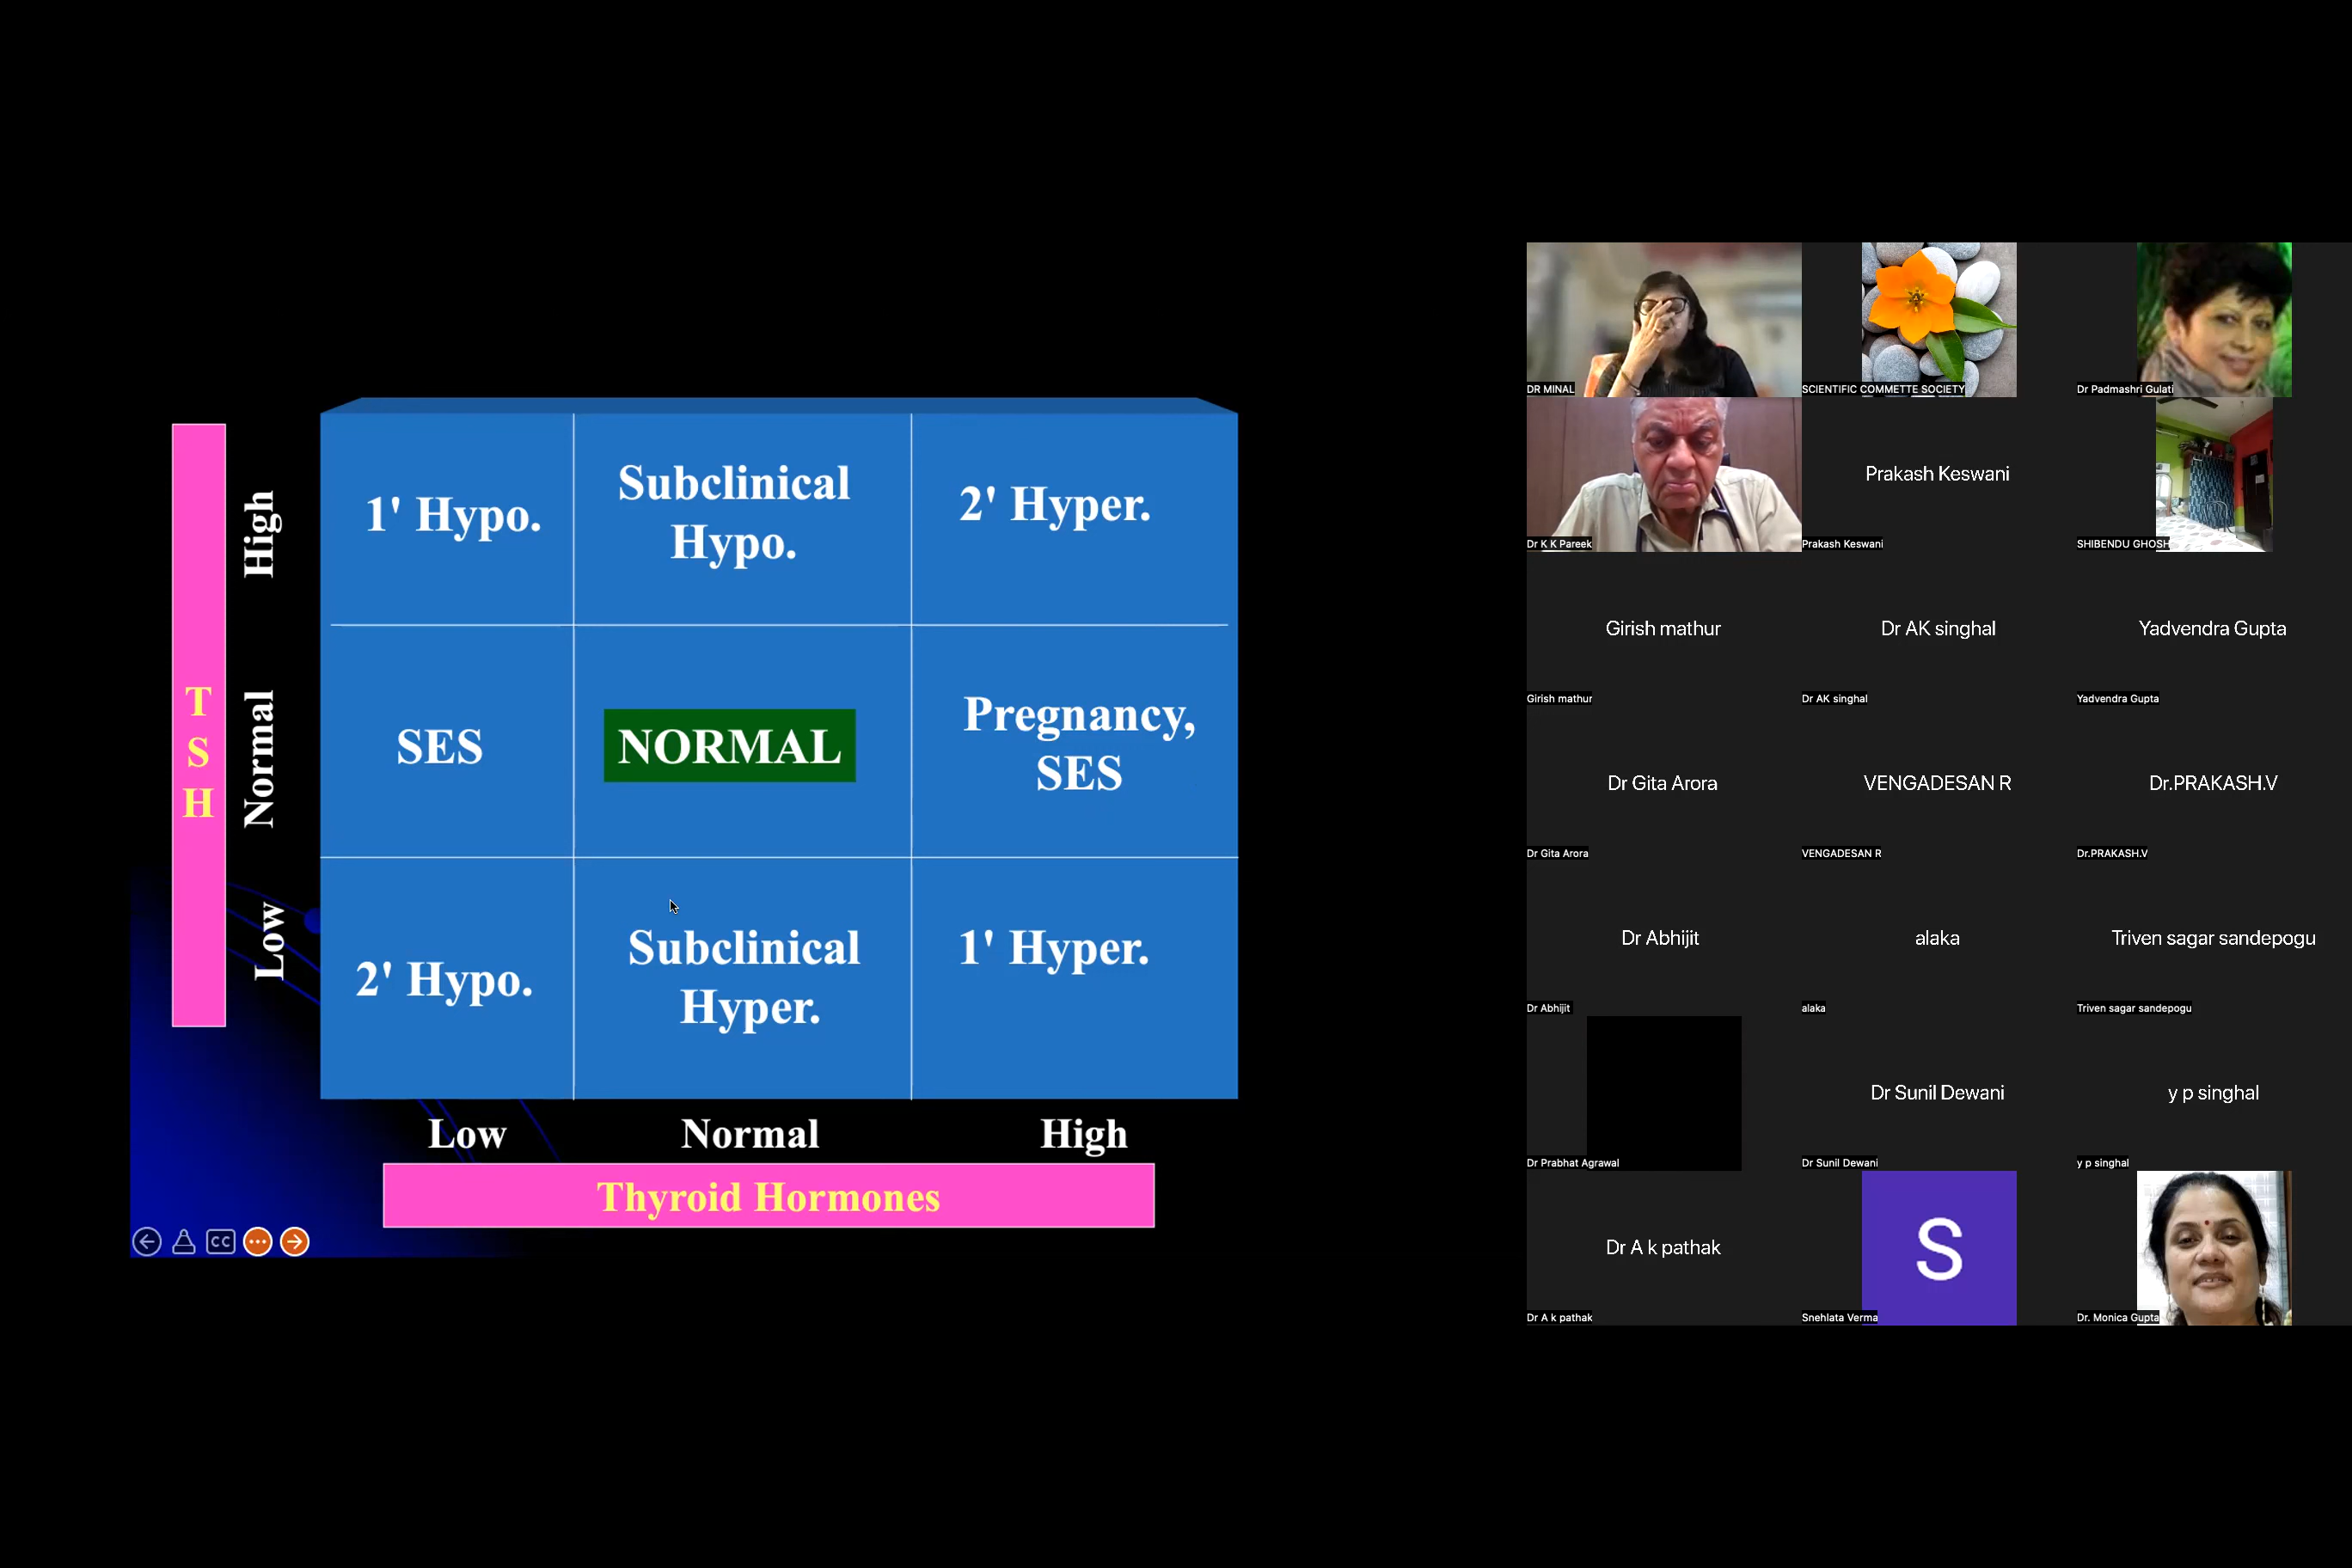 T
S
H
High
Normal
Low
1' Hypo.
Subclinical
Hypo.
2' Hyper.
SES
NORMAL
Pregnancy,
SES
2' Hypo.
Subclinical
Hyper.
1' Hyper.
Low
Normal
High
Thyroid Hormones
CC
DR MINAL
SCIENTIFIC COMMETTE SOCIETY
Dr Padmashri Gulati
Dr K K Pareek
Prakash Keswani
Prakash Keswani
SHIBENDU GHOSH
Girish mathur
Girish mathur
Dr AK singhal
Dr AK singhal
Yadvendra Gupta
Yadvendra Gupta
Dr Gita Arora
Dr Gita Arora
VENGADESAN R
VENGADESAN R
Dr.PRAKASH.V
Dr.PRAKASH.V
Dr Abhijit
Dr Abhijit
alaka
alaka
Triven sagar sandepogu
Triven sagar sandepogu
Dr Prabhat Agrawal
Dr Sunil Dewani
Dr Sunil Dewani
y p singhal
y p singhal
Dr A k pathak
Dr A k pathak
S
Snehlata Verma
Dr. Monica Gupta